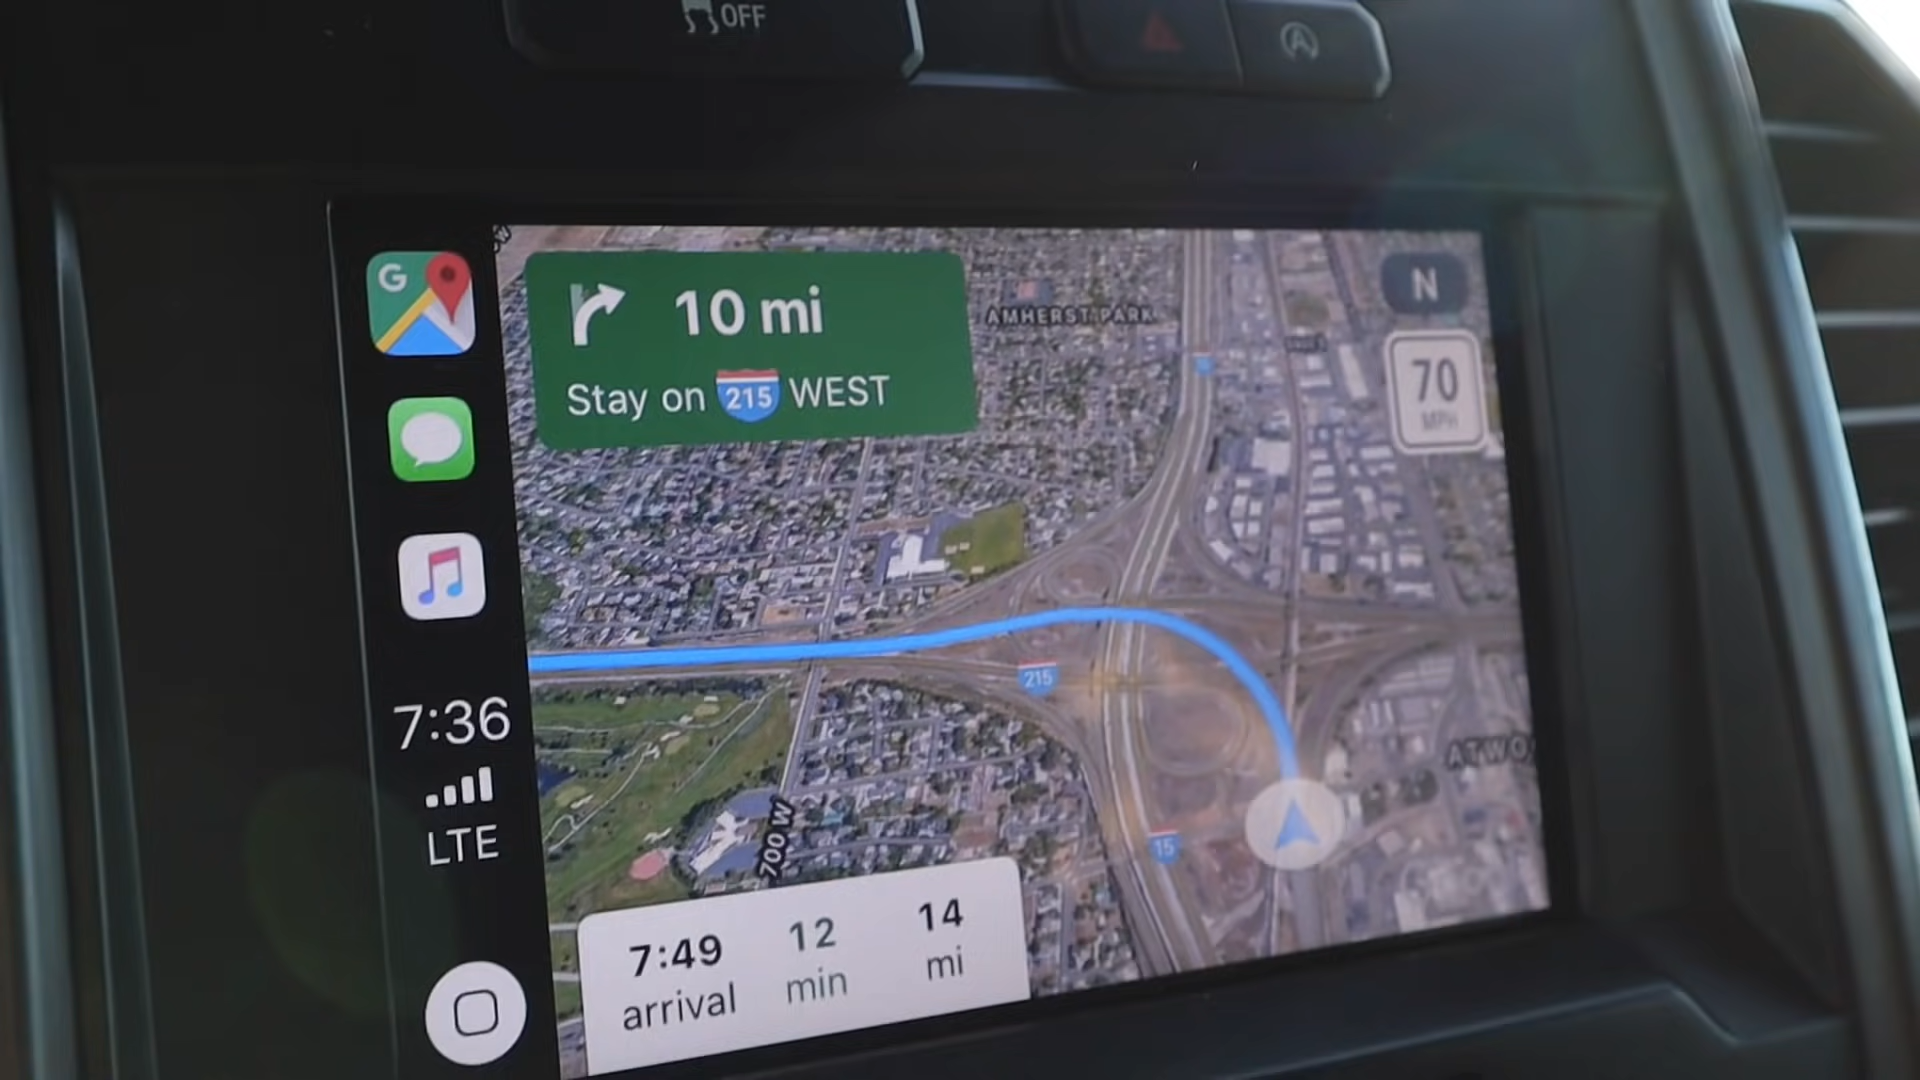 OFF
A
G
10 mi
Stay on 215 WEST
AMHERST PARK
N
70
MPH
215
7:36
LTE
700 W
15
7:49
arrival
12
min
14
mi